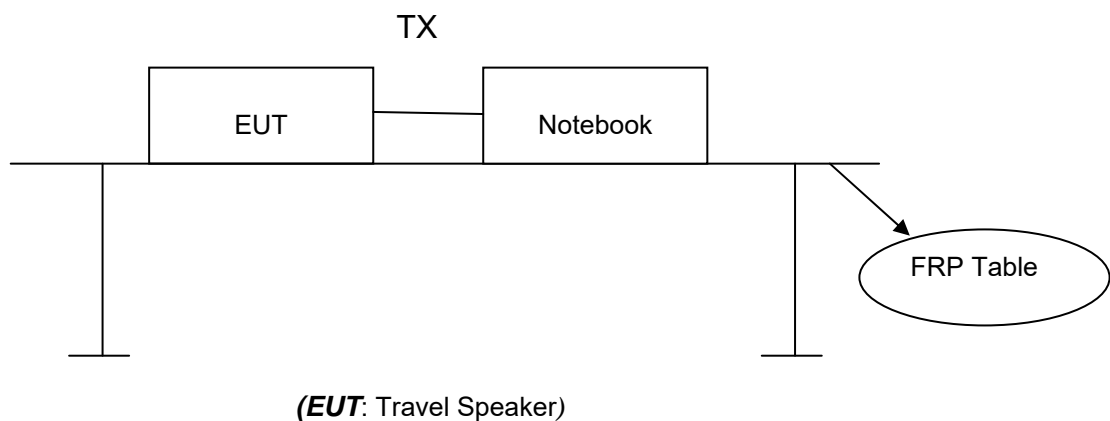 TX
EUT
Notebook
FRP Table
(EUT: Travel Speaker)